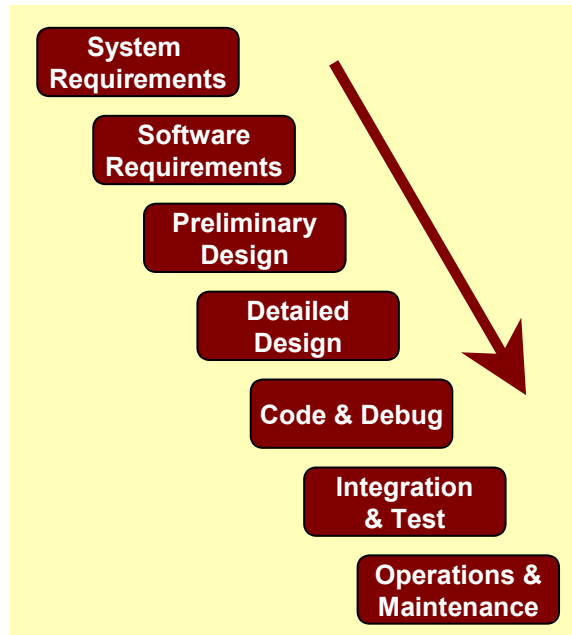 System
Requirements
Software
Requirements
Preliminary
Design
Detailed
Design
Code & Debug
Integration
& Test
Operations &
Maintenance